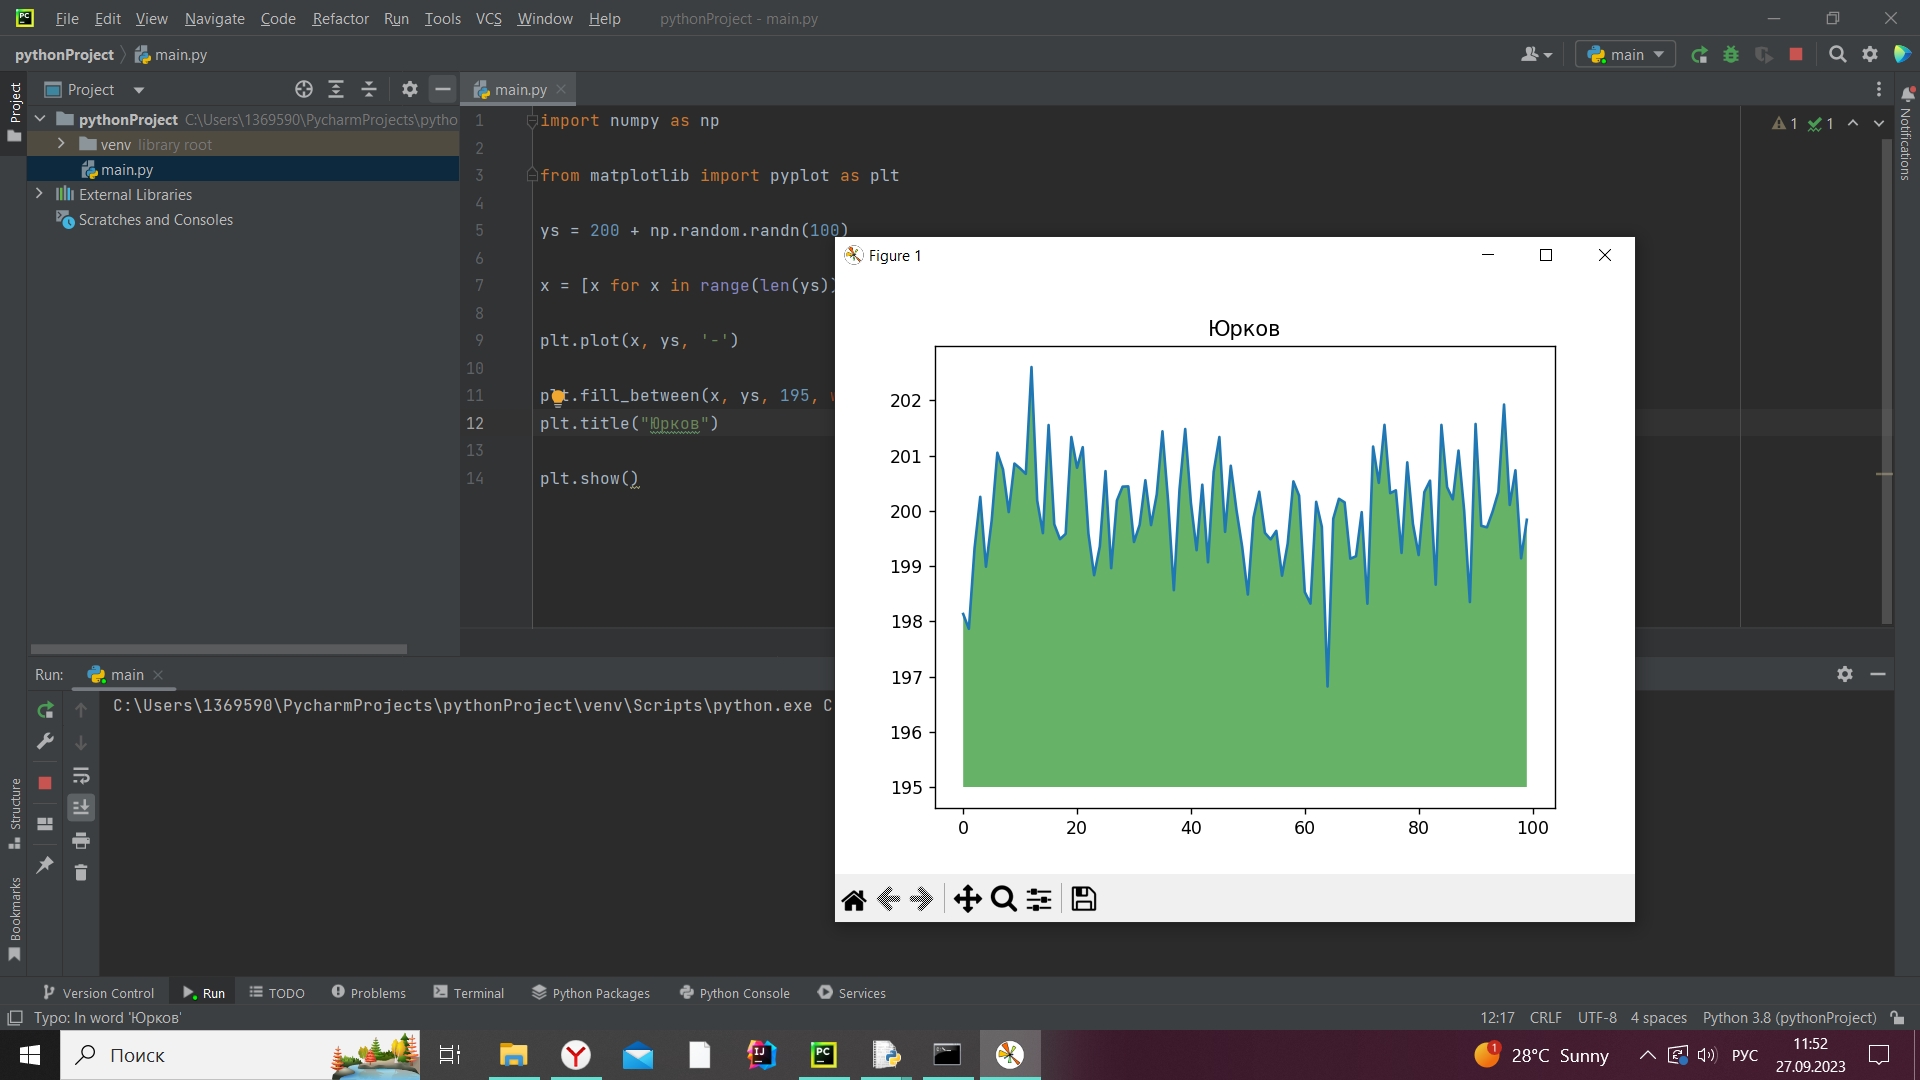 File Edit View Navigate Code Refactor Run Tools VCS Window Help pythonProject - main.py
pythonProject main.py
main
Project
Project
main.py
pythonProject C:\Users\1369590\PycharmProjects\pytho
venv library root
main.py
External Libraries
Scratches and Consoles
1 import numpy as np
2
3 from matplotlib import pyplot as plt
4
5 ys = 200 + np.random.randn(100)
6
7 x = [x for x in range(len(ys))
8
9 plt.plot(x, ys, '-')
10
11 plt.fill_between(x, ys, 195,
12 plt.title("Юрков")
13
14 plt.show()
1 1
Notifications
Figure 1
Юрков
202
201
200
199
198
197
196
195
0 20 40 60 80 100
Run: main
C:\Users\1369590\PycharmProjects\pythonProject\venv\Scripts\python.exe C
Structure
Bookmarks
Version Control Run TODO Problems Terminal Python Packages Python Console Services
Typo: In word 'Юрков'
12:17 CRLF UTF-8 4 spaces Python 3.8 (pythonProject)
Поиск
1 28°C Sunny
РУС
11:52
27.09.2023